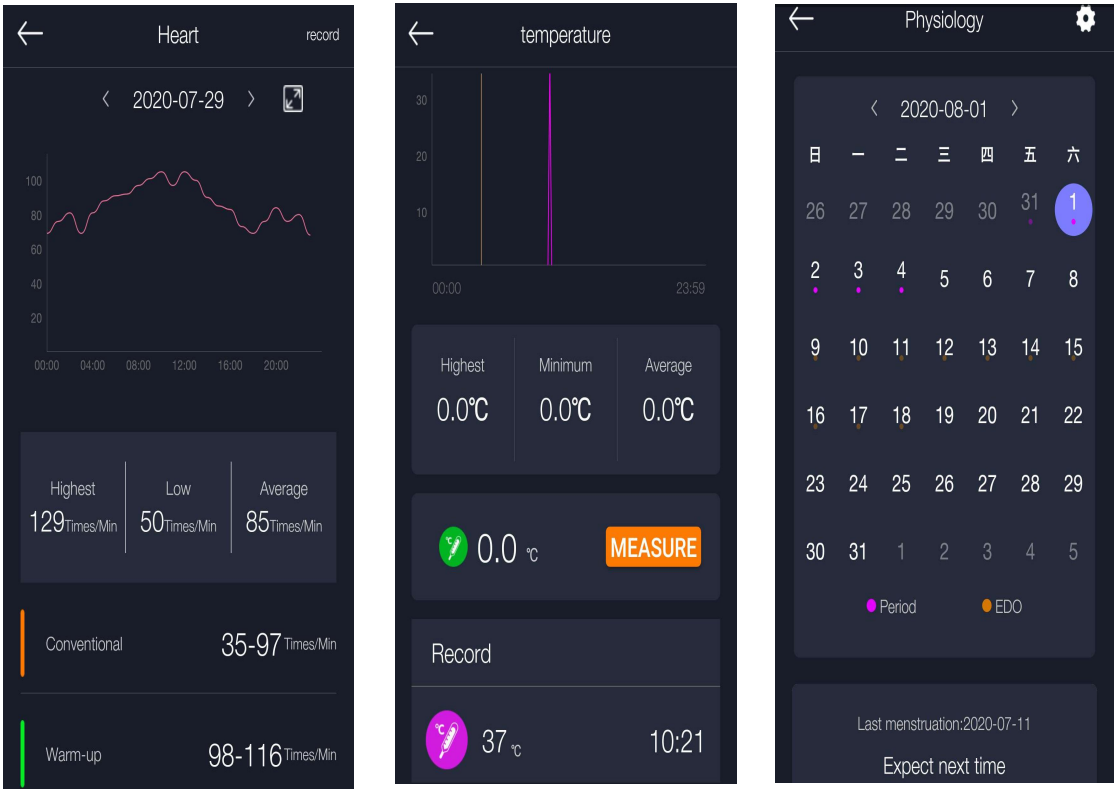 Heart
record
2020-07-29
100
80
60
40
20
00:00 04:00 08:00 12:00 16:00 20:00
Highest Low Average
129Times/Min 50Times/Min 85Times/Min
Conventional 35-97 Times/Min
Warm-up 98-116 Times/Min
temperature
30
20
10
00:00 23:59
Highest Minimum Average
0.0℃ 0.0℃ 0.0℃
℃ 0.0 ℃ MEASURE
Record
℃ 37 ℃ 10:21
Physiology
2020-08-01
日 一 二 三 四 五 六
26 27 28 29 30 31 1
2 3 4 5 6 7 8
9 10 11 12 13 14 15
16 17 18 19 20 21 22
23 24 25 26 27 28 29
30 31 1 2 3 4 5
Period EDO
Last menstruation:2020-07-11
Expect next time